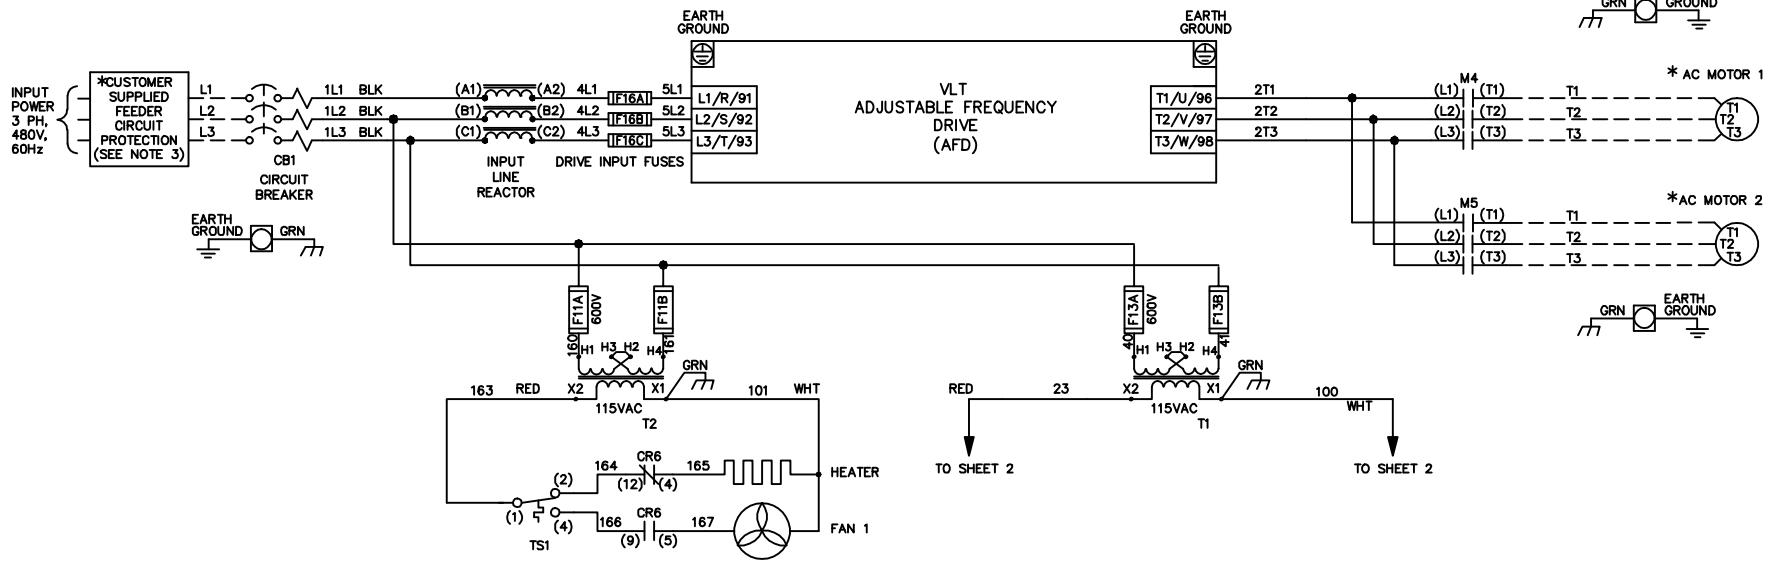 GRN
GROUND
EARTH
GROUND
EARTH
GROUND
INPUT
POWER
3 PH,
480V,
60Hz
*CUSTOMER
SUPPLIED
FEEDER
CIRCUIT
PROTECTION
(SEE NOTE 3)
L1
L2
L3
CB1
CIRCUIT
BREAKER
1L1 BLK
1L2 BLK
1L3 BLK
(A1) (A2) 4L1
(B1) (B2) 4L2
(C1) (C2) 4L3
INPUT
LINE
REACTOR
F16A
F16B
F16C
DRIVE INPUT FUSES
5L1
5L2
5L3
L1/R/91
L2/S/92
L3/T/93
VLT
ADJUSTABLE FREQUENCY
DRIVE
(AFD)
T1/U/96
T2/V/97
T3/W/98
2T1
2T2
2T3
M4
(L1) (T1) T1
(L2) (T2) T2
(L3) (T3) T3
* AC MOTOR 1
T1
T2
T3
M5
(L1) (T1) T1
(L2) (T2) T2
(L3) (T3) T3
*AC MOTOR 2
T1
T2
T3
EARTH
GROUND GRN
GRN EARTH
GROUND
F11A
600V
F11B
160
161
H1 H3 H2 H4
GRN
163 RED X2 X1 101 WHT
115VAC
T2
F13A
600V
F13B
40
41
H1 H3 H2 H4
GRN
RED 23 X2 X1 100
WHT
115VAC
T1
TO SHEET 2
TO SHEET 2
CR6
164 165
(12) (4)
HEATER
(2)
(1)
(4)
TS1
CR6
166 167
(9) (5)
FAN 1